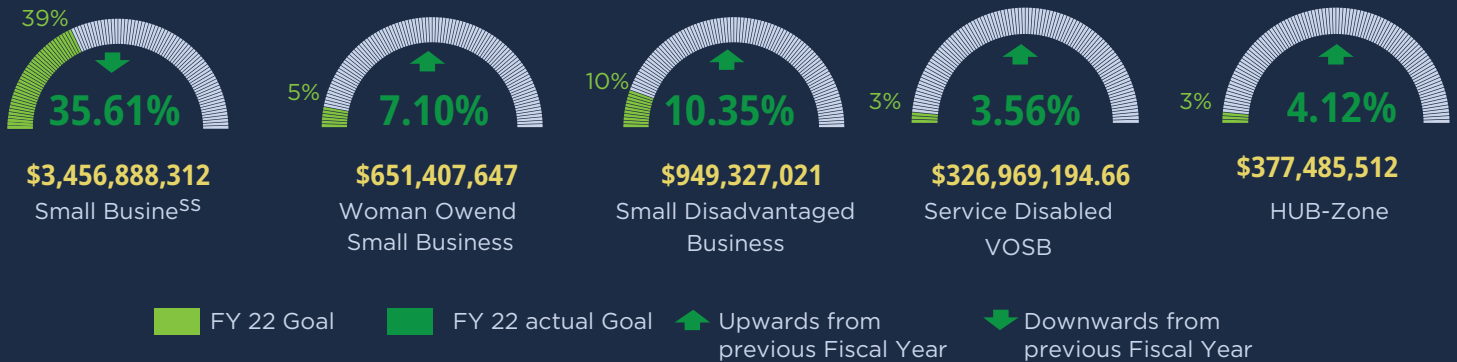 39%
35.61%
$3,456,888,312
Small Business
5%
7.10%
$651,407,647
Woman Owend
Small Business
10%
10.35%
$949,327,021
Small Disadvantaged
Business
3%
3.56%
$326,969,194.66
Service Disabled
VOSB
3%
4.12%
$377,485,512
HUB-Zone
FY 22 Goal
FY 22 actual Goal
Upwards from
previous Fiscal Year
Downwards from
previous Fiscal Year